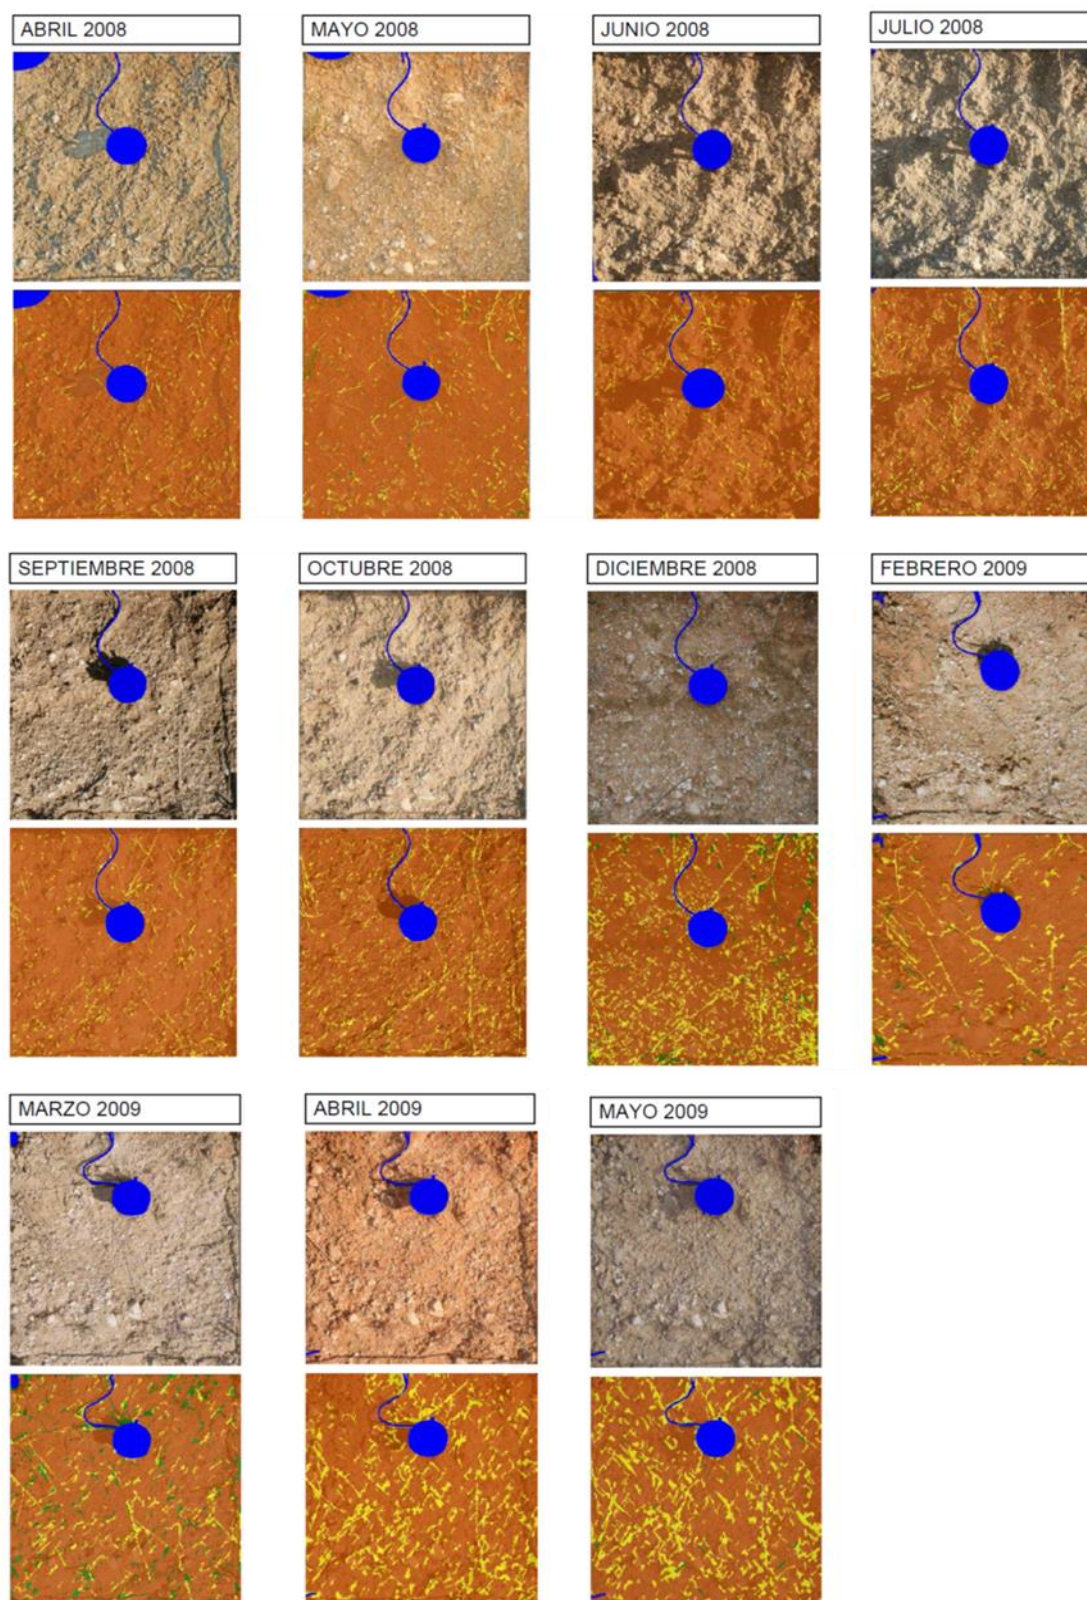 ABRIL 2008
MAYO 2008
JUNIO 2008
JULIO 2008
SEPTIEMBRE 2008
OCTUBRE 2008
DICIEMBRE 2008
FEBRERO 2009
MARZO 2009
ABRIL 2009
MAYO 2009